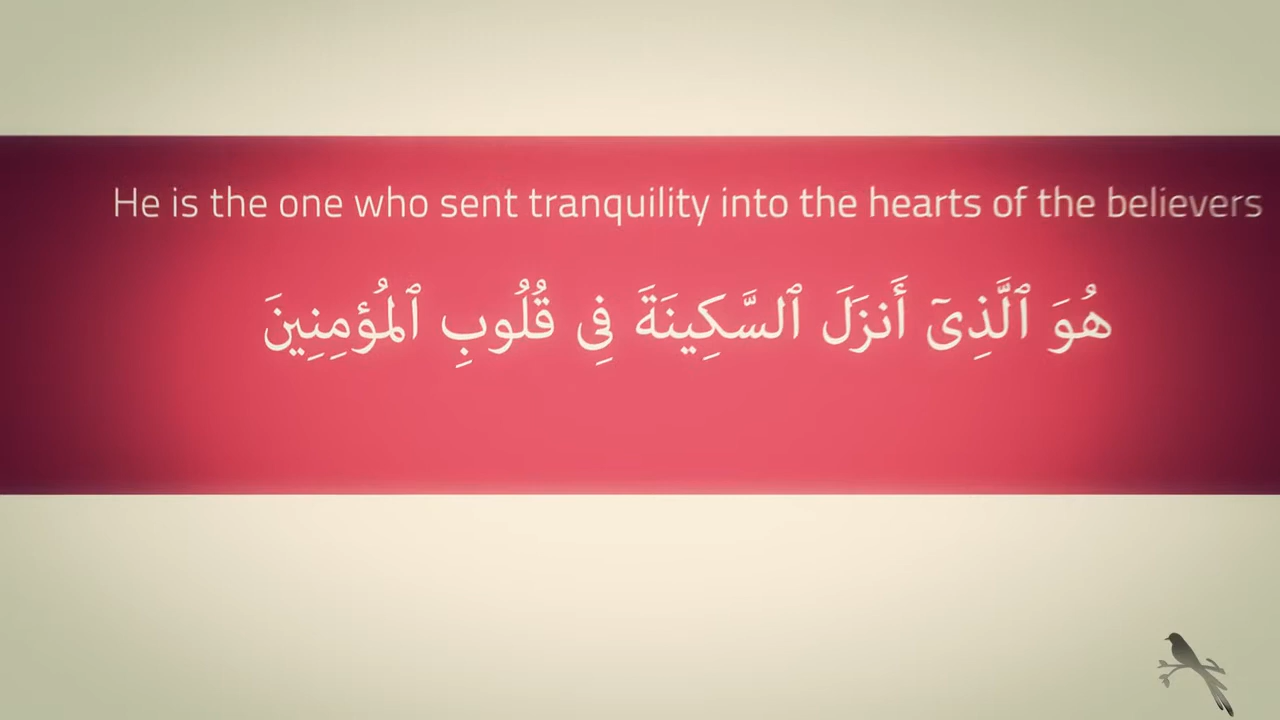 He is the one who sent tranquility into the hearts of the believers
هُوَ ٱلَّذِىٓ أَنزَلَ ٱلسَّكِينَةَ فِى قُلُوبِ ٱلْمُؤْمِنِينَ